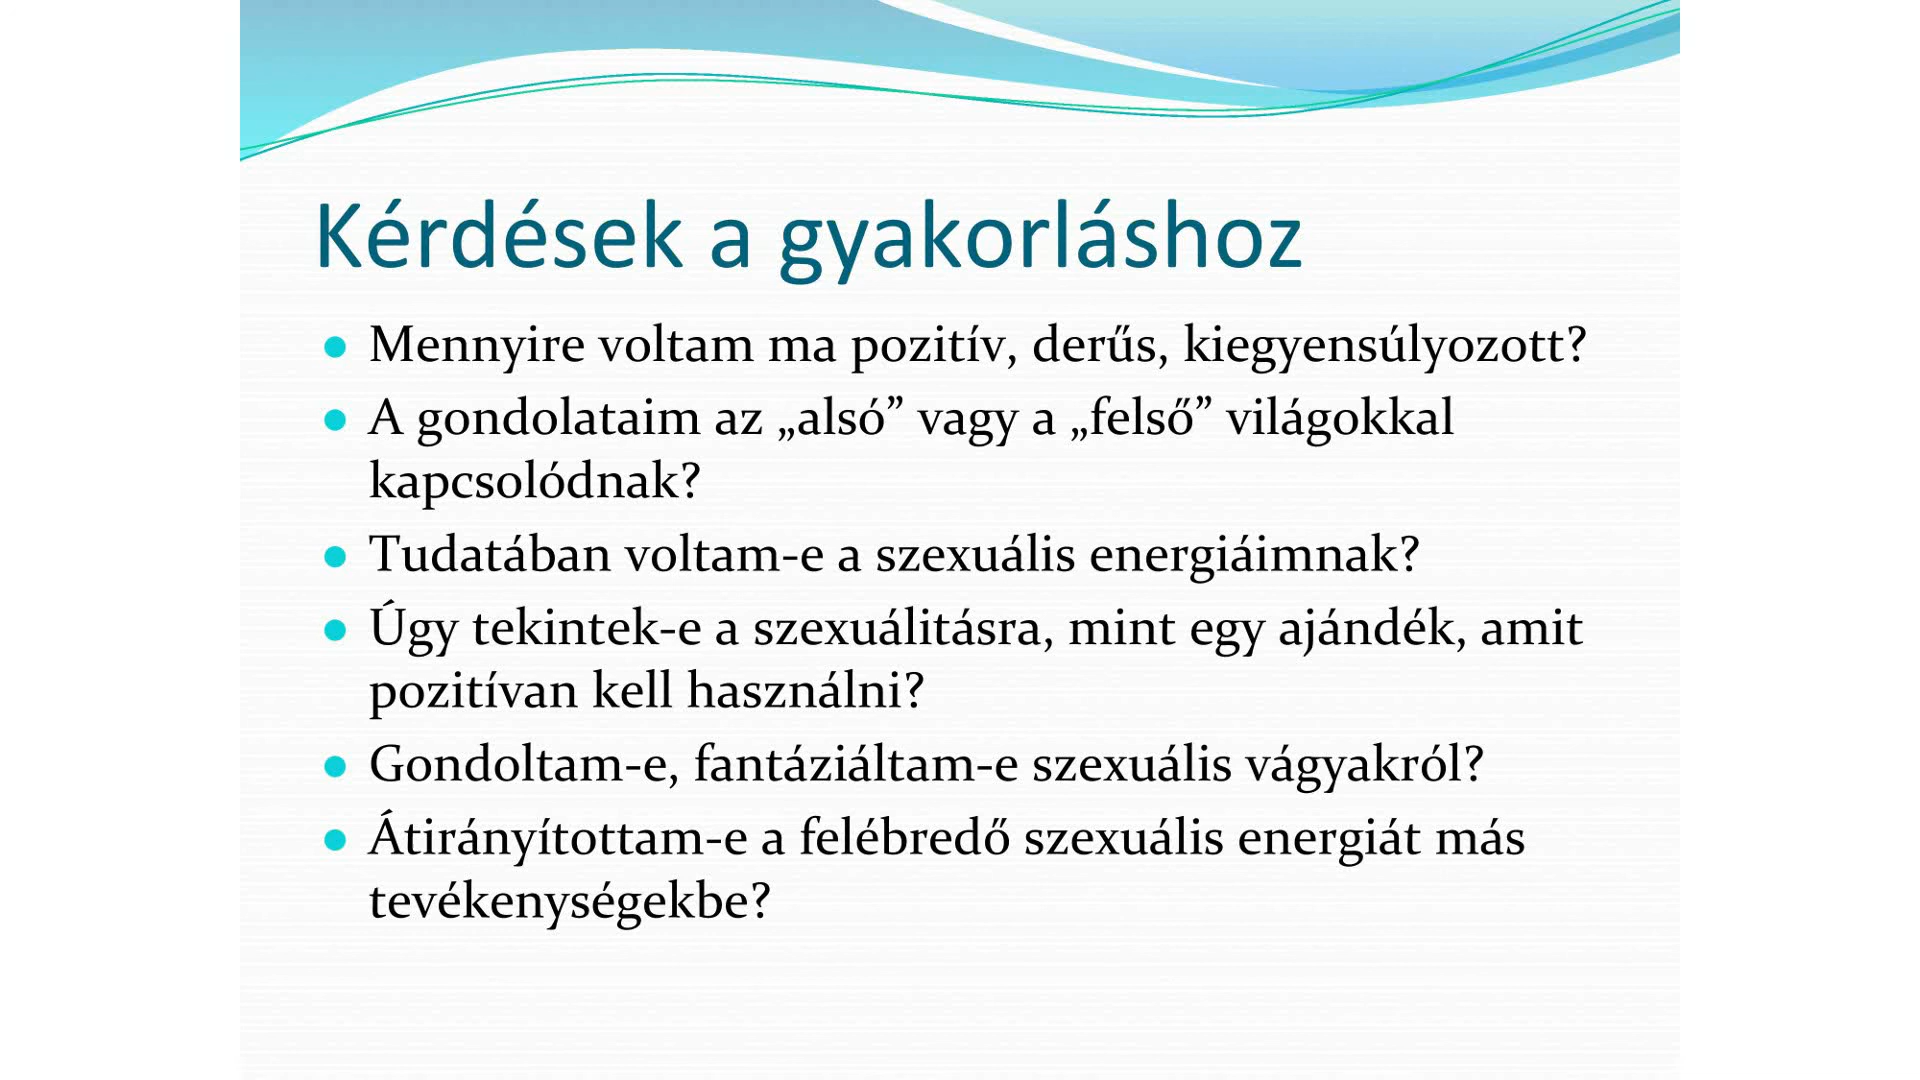 Kérdések a gyakorláshoz
Mennyire voltam ma pozitív, derűs, kiegyensúlyozott?
A gondolataim az „alsó” vagy a „felső” világokkal
kapcsolódnak?
Tudatában voltam-e a szexuális energiáimnak?
Úgy tekintek-e a szexuálitásra, mint egy ajándék, amit
pozitívan kell használni?
Gondoltam-e, fantáziáltam-e szexuális vágyakról?
Átirányítottam-e a felébredő szexuális energiát más
tevékenységekbe?